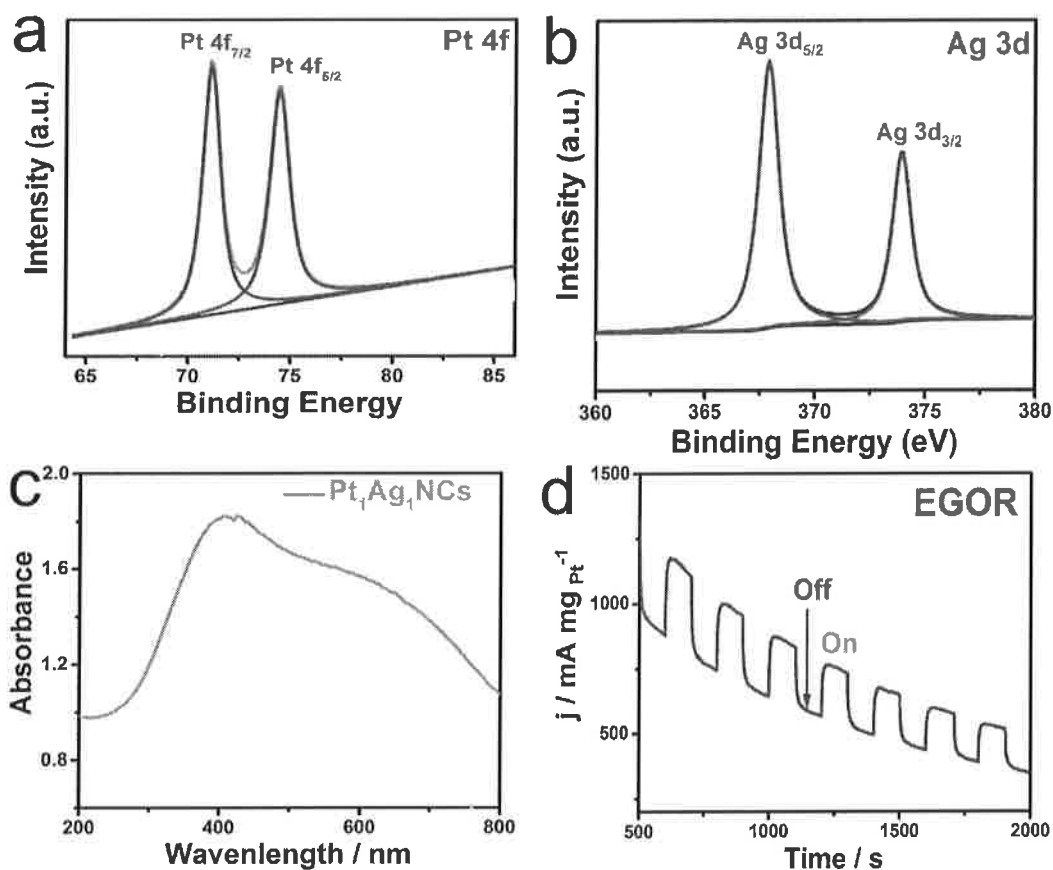 a
Pt 4f
Pt 4f7/2
Pt 4f5/2
Intensity (a.u.)
65 70 75 80 85
Binding Energy
b
Ag 3d
Ag 3d5/2
Ag 3d3/2
Intensity (a.u.)
360 365 370 375 380
Binding Energy (eV)
c
Pt1Ag1NCs
Absorbance
2.0
1.6
1.2
0.8
200 400 600 800
Wavenlength / nm
d
EGOR
Off
On
j / mA mg Pt-1
1500
1000
500
500 1000 1500 2000
Time / s